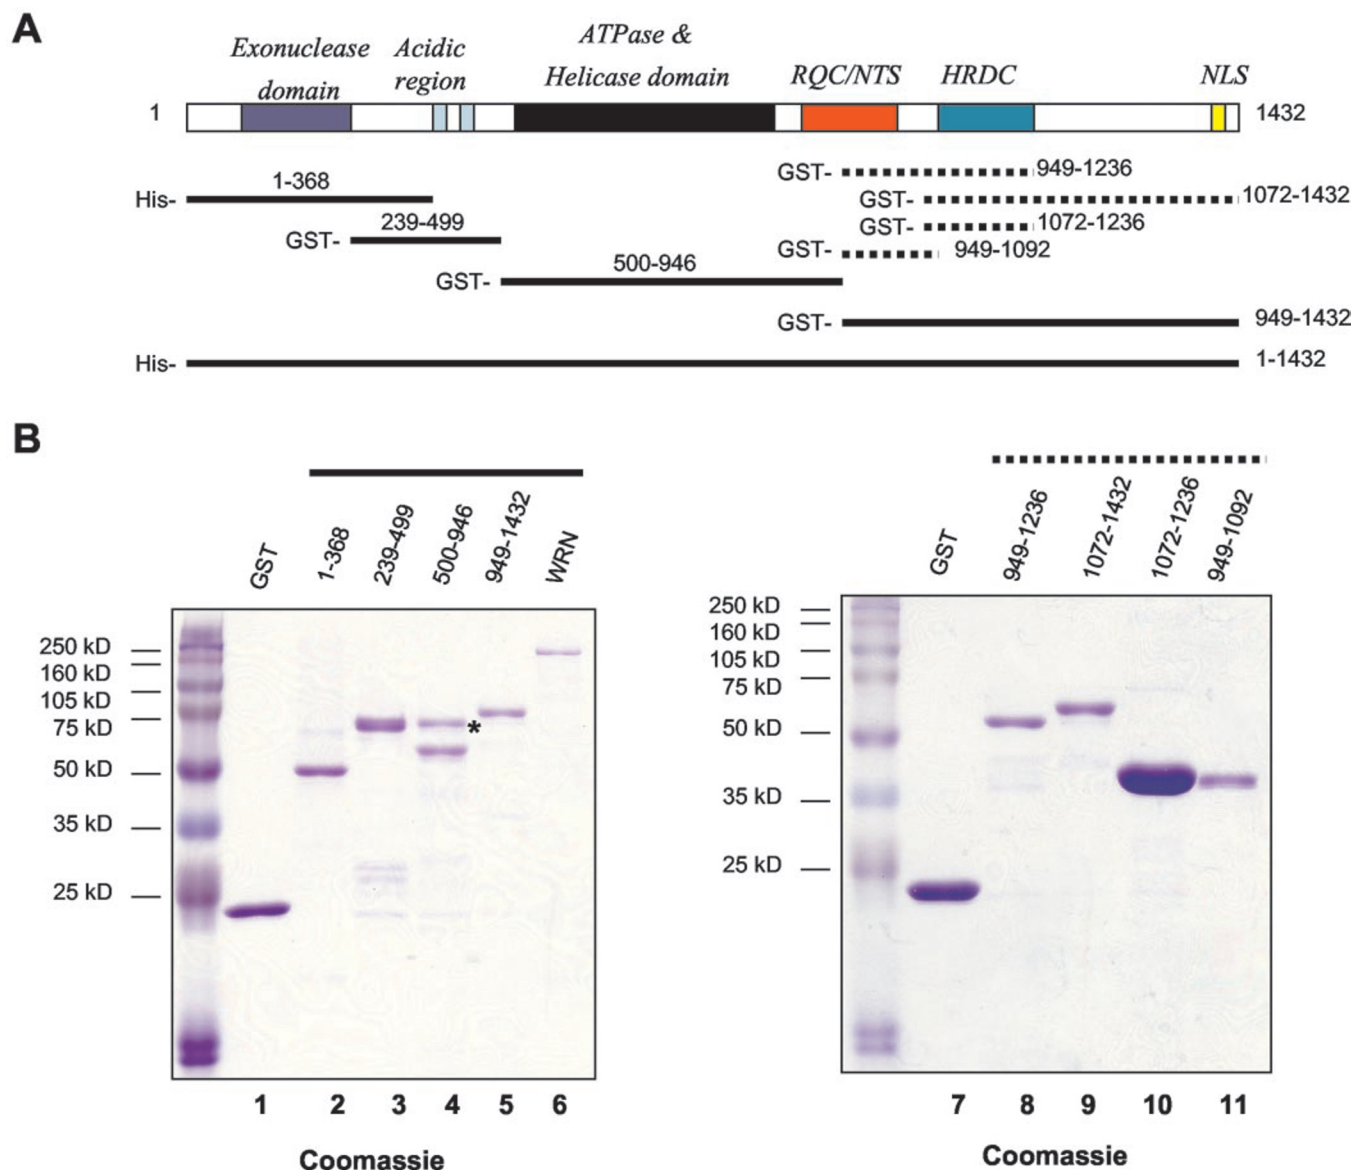 A
Exonuclease
domain
Acidic
region
ATPase &
Helicase domain
RQC/NTS
HRDC
NLS
1
1432
GST- 949-1236
His- 1-368
GST- 1072-1432
GST- 239-499
GST- 1072-1236
GST- 949-1092
GST- 500-946
GST- 949-1432
His- 1-1432
B
GST
1-368
239-499
500-946
949-1432
WRN
250 kD
160 kD
105 kD
75 kD
50 kD
35 kD
25 kD
*
1 2 3 4 5 6
Coomassie
GST
949-1236
1072-1432
1072-1236
949-1092
250 kD
160 kD
105 kD
75 kD
50 kD
35 kD
25 kD
7 8 9 10 11
Coomassie